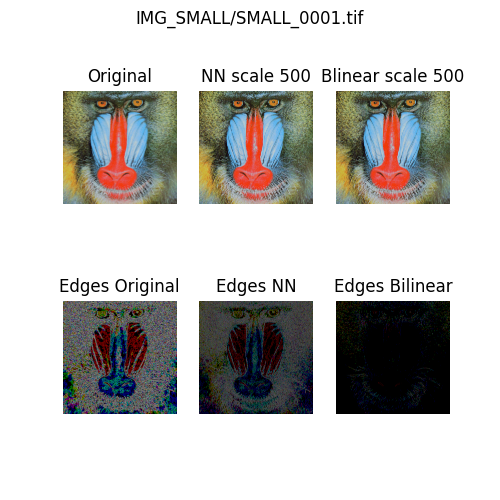 IMG_SMALL/SMALL_0001.tif
Original
NN scale 500
Blinear scale 500
Edges Original
Edges NN
Edges Bilinear